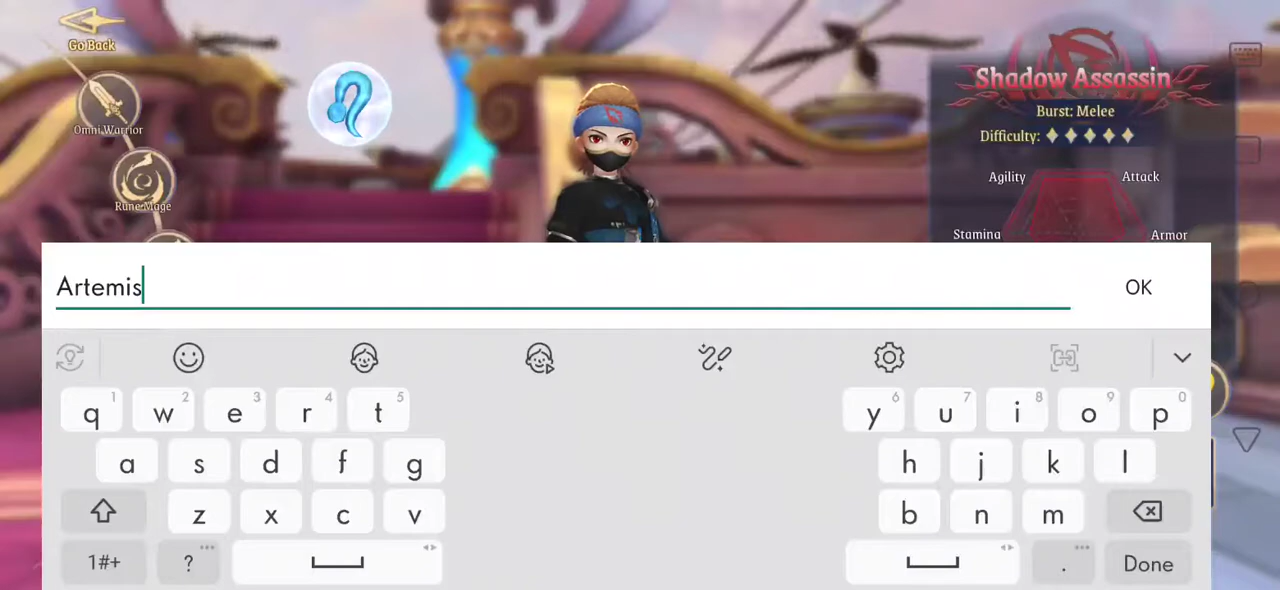 Go Back
Omni Warrior
Rune Mage
Shadow Assassin
Burst: Melee
Difficulty:
Agility
Attack
Stamina
Armor
Artemis
OK
q 1 w 2 e 3 r 4 t 5 y 6 u 7 i 8 o 9 p 0
a s d f g h j k l
z x c v b n m
1#+ ? . Done